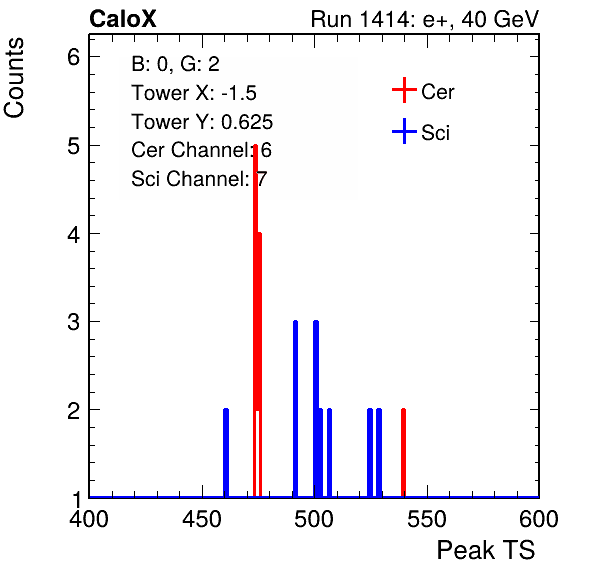 CaloX Run 1414: e+, 40 GeV
Counts
B: 0, G: 2
Tower X: -1.5
Tower Y: 0.625
Cer Channel: 6
Sci Channel: 7
Cer
Sci
6
5
4
3
2
1
400 450 500 550 600
Peak TS